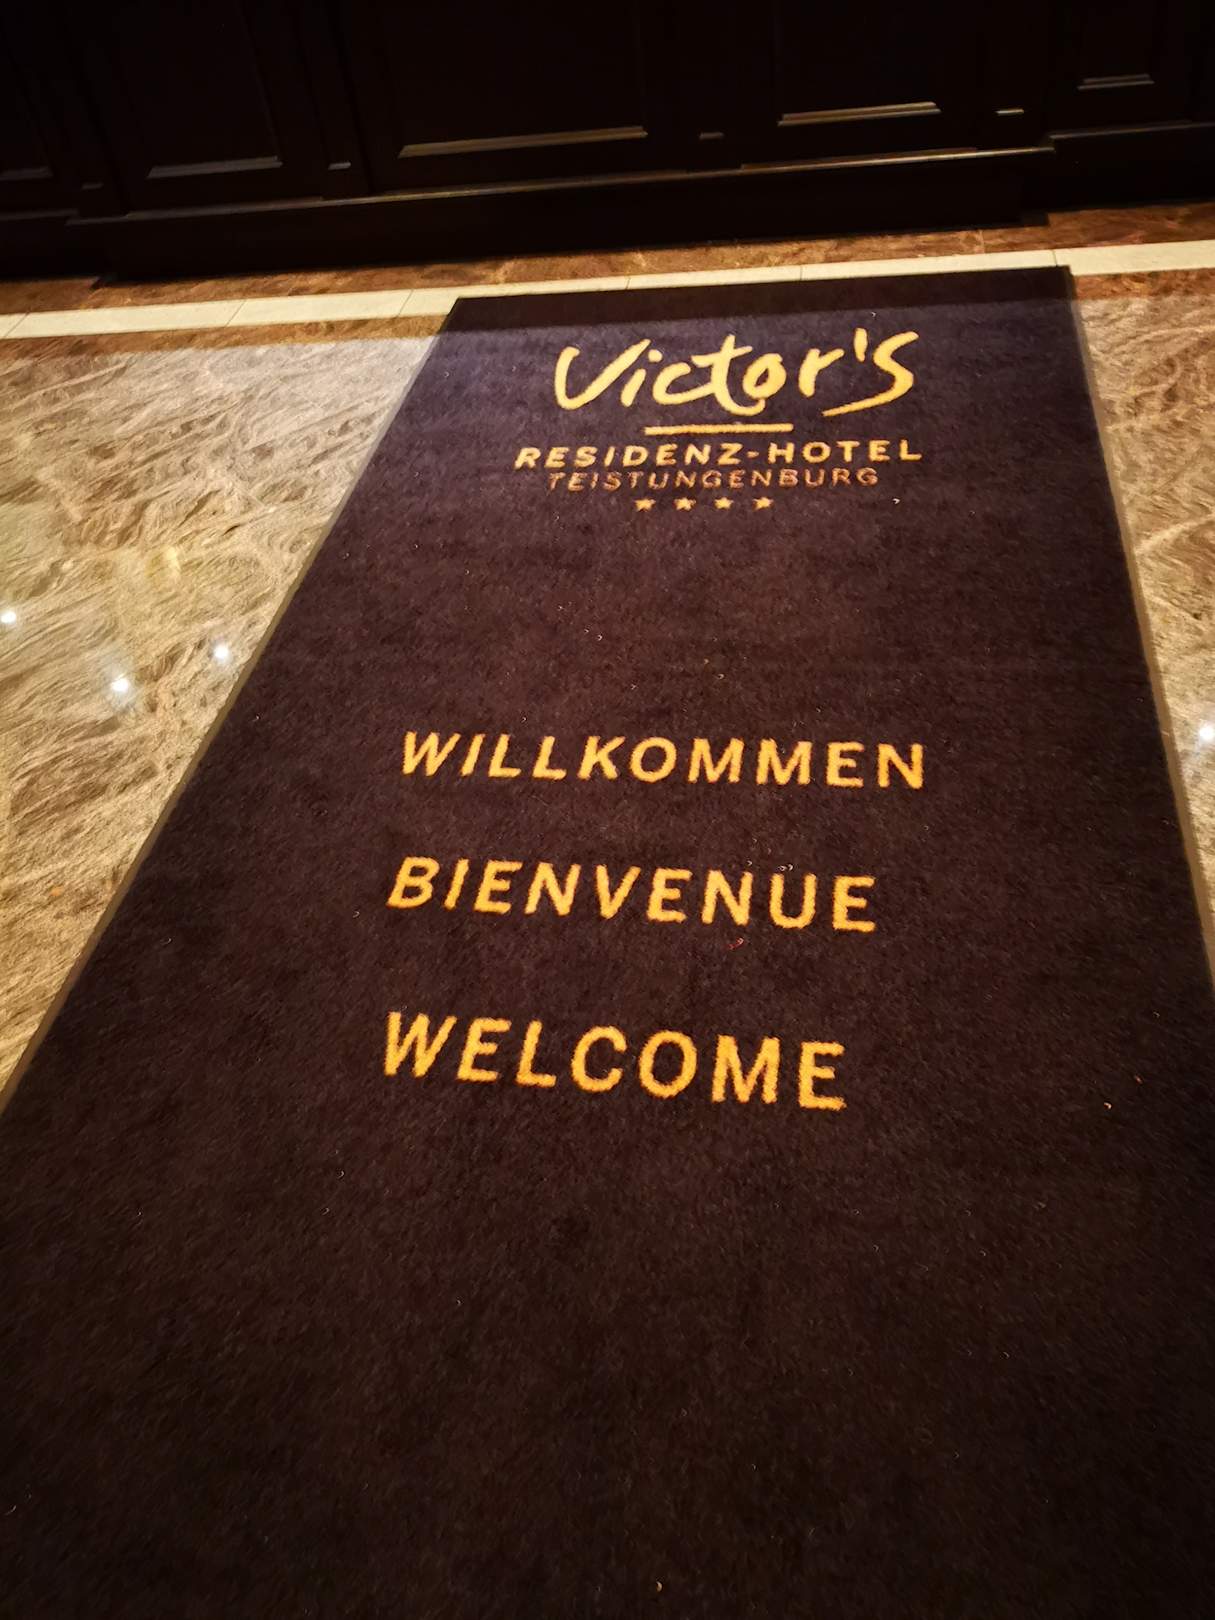 Victor's
RESIDENZ-HOTEL
TEISTUNGENBURG
★★★★
WILLKOMMEN
BIENVENUE
WELCOME